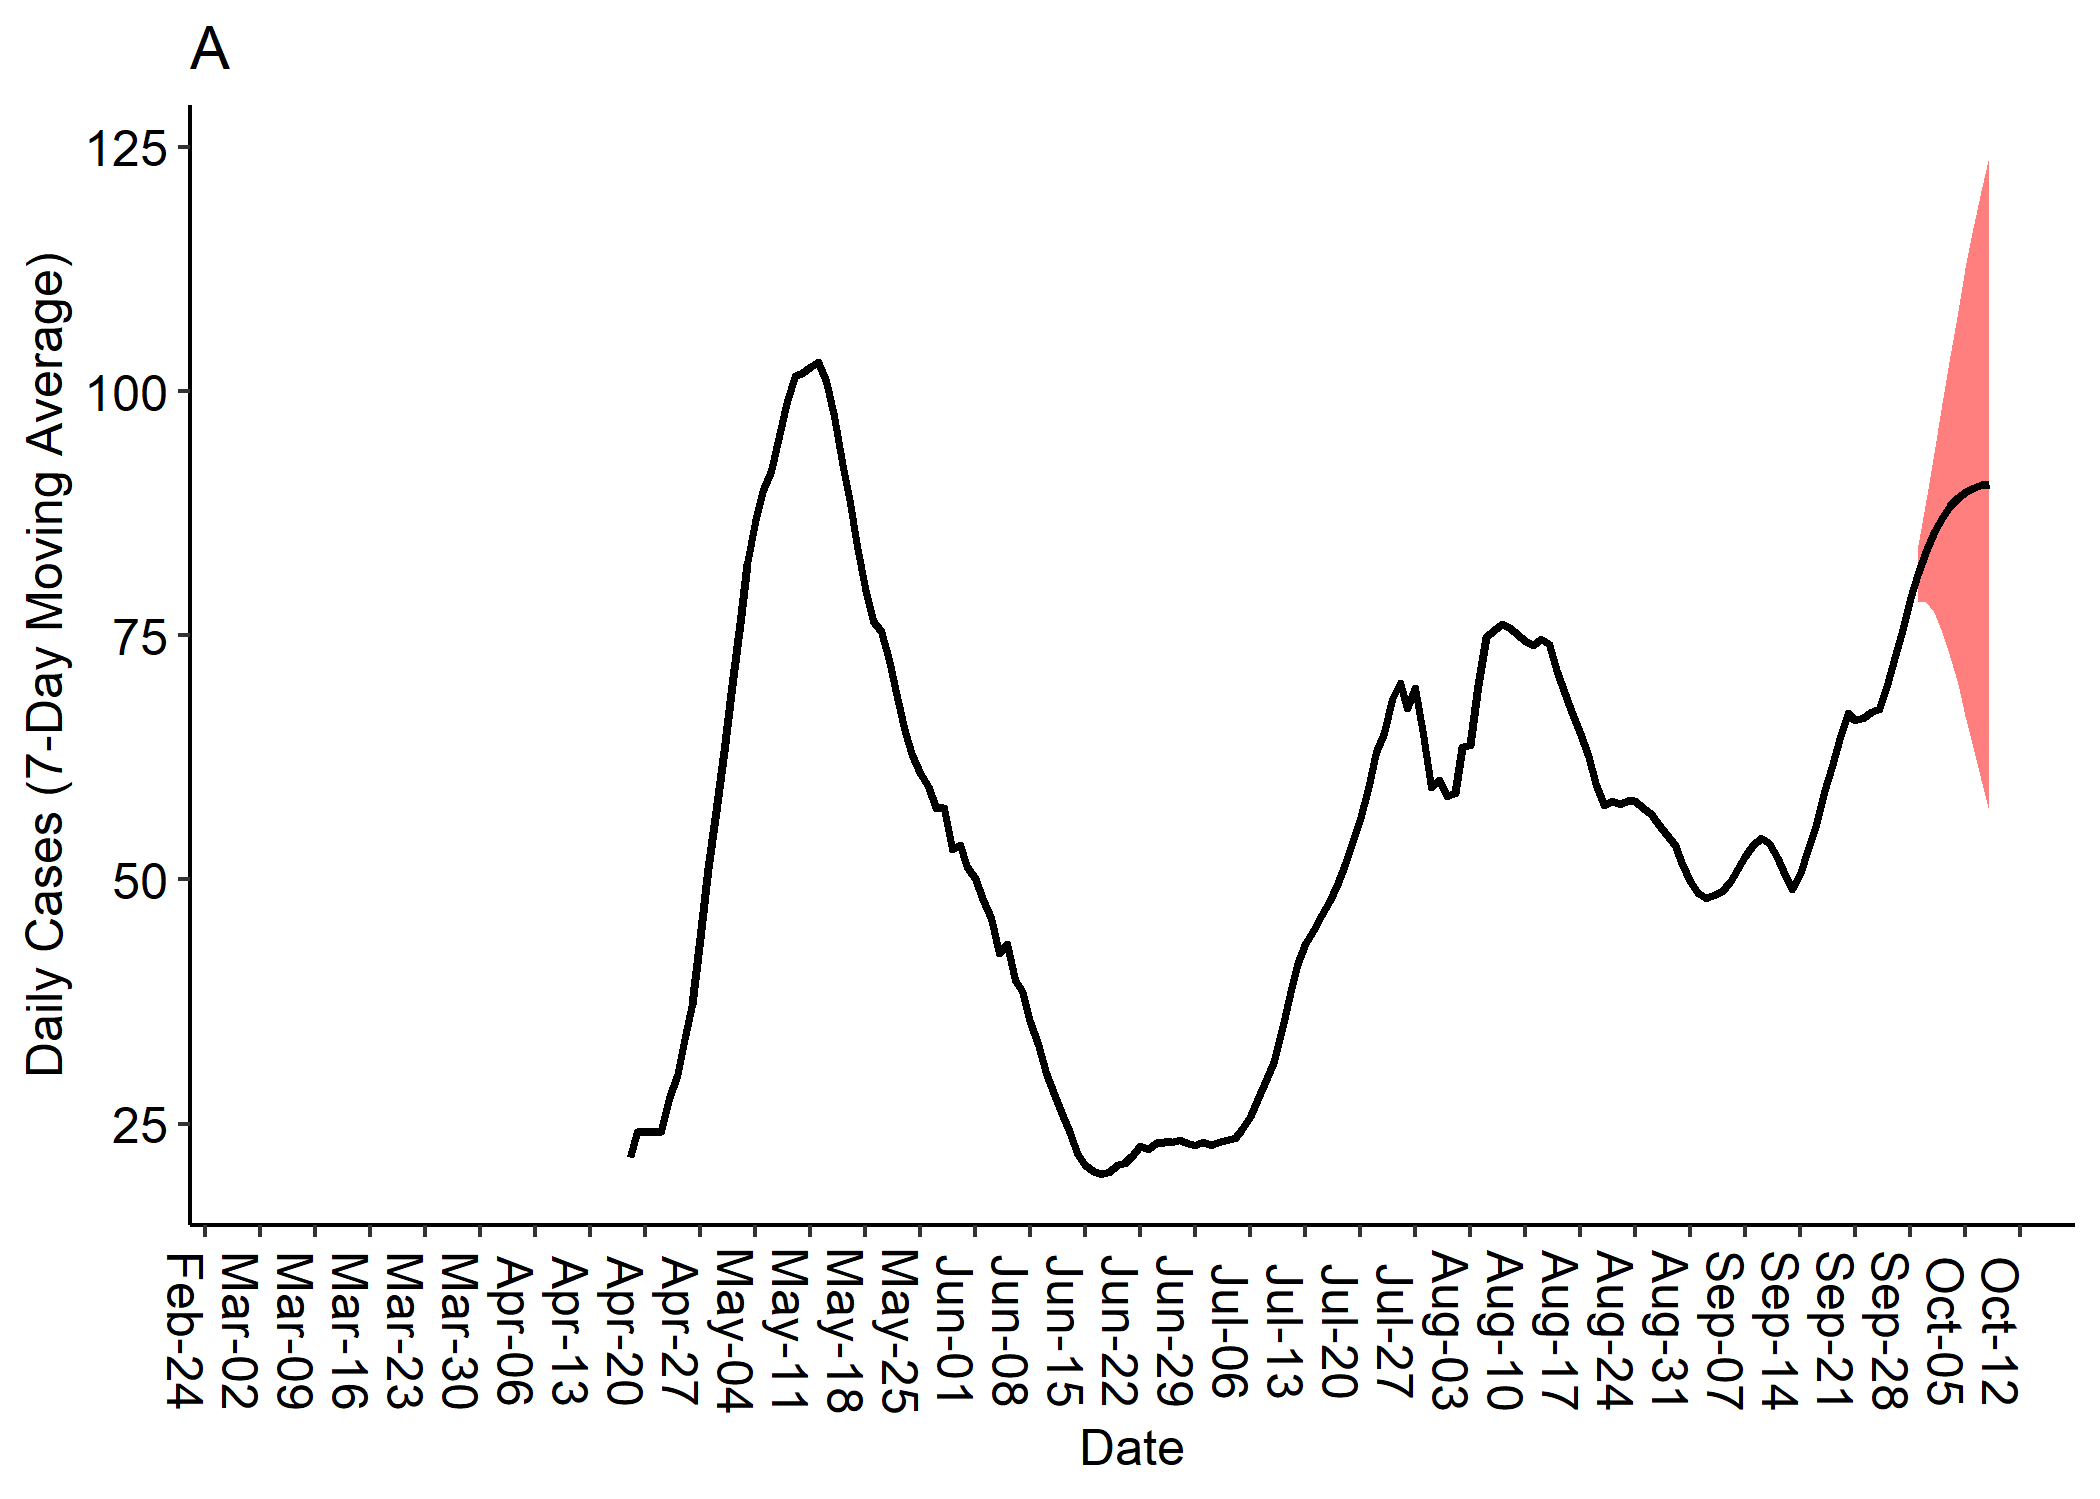 A
Daily Cases (7-Day Moving Average)
125
100
75
50
25
Feb-24
Mar-02
Mar-09
Mar-16
Mar-23
Mar-30
Apr-06
Apr-13
Apr-20
Apr-27
May-04
May-11
May-18
May-25
Jun-01
Jun-08
Jun-15
Jun-22
Jun-29
Jul-06
Jul-13
Jul-20
Jul-27
Aug-03
Aug-10
Aug-17
Aug-24
Aug-31
Sep-07
Sep-14
Sep-21
Sep-28
Oct-05
Oct-12
Date